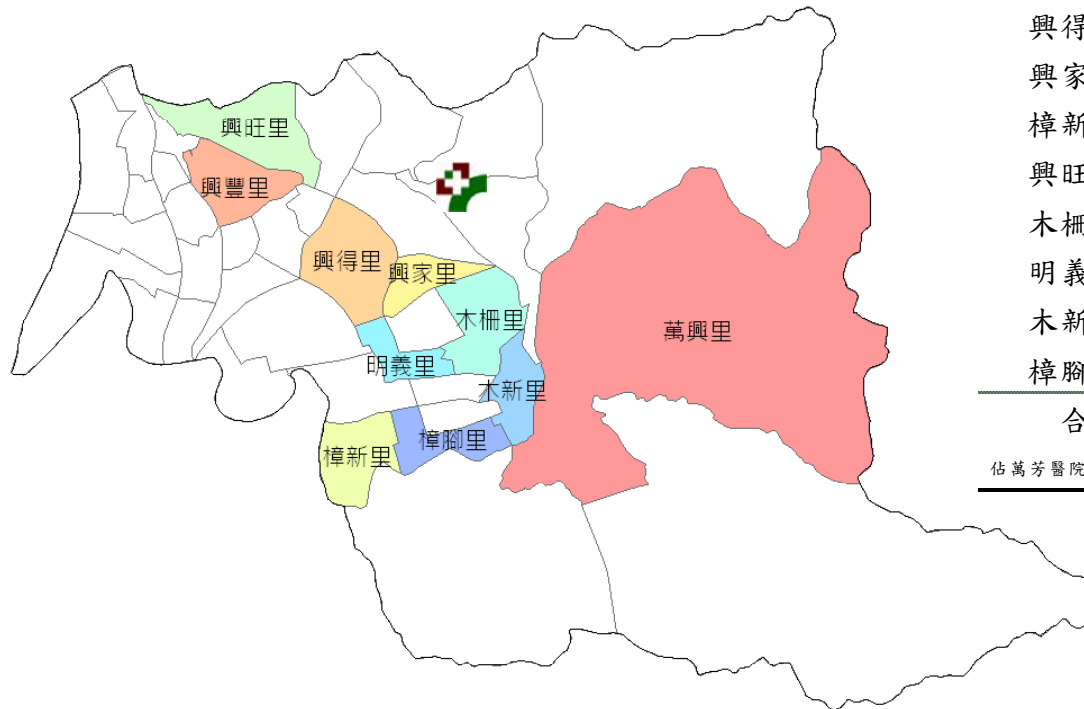 興旺里
興豐里
興得里
興家里
木柵里
萬興里
明義里
木新里
樟腳里
樟新里
興得
興家
樟新
興旺
木柵
明義
木新
樟腳
合
佔萬芳醫院